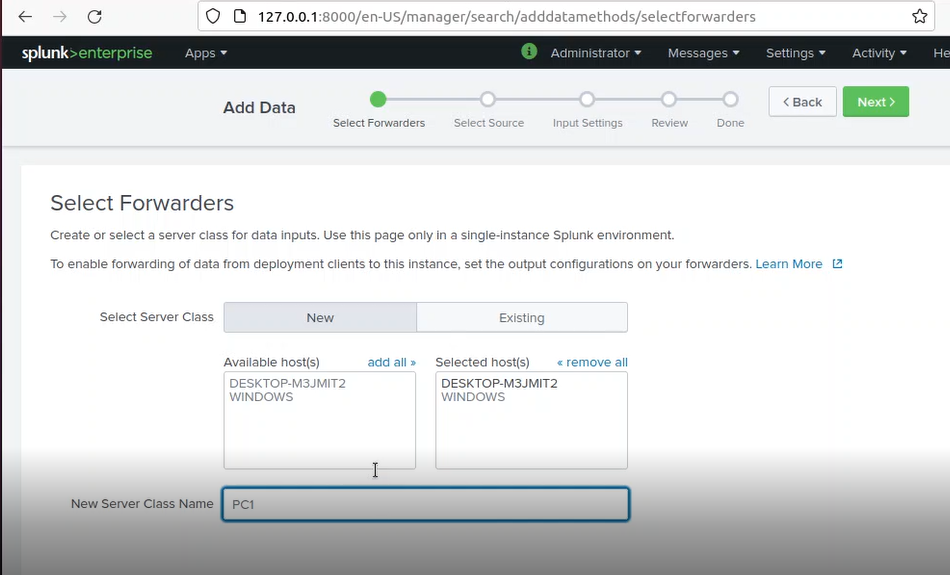 127.0.0.1:8000/en-US/manager/search/adddatamethods/selectforwarders
splunk>enterprise Apps Administrator Messages Settings Activity He
Add Data
Select Forwarders Select Source Input Settings Review Done
Back Next
Select Forwarders
Create or select a server class for data inputs. Use this page only in a single-instance Splunk environment.
To enable forwarding of data from deployment clients to this instance, set the output configurations on your forwarders. Learn More
Select Server Class New Existing
Available host(s) add all » Selected host(s) « remove all
DESKTOP-M3JMIT2 DESKTOP-M3JMIT2
WINDOWS WINDOWS
New Server Class Name PC1